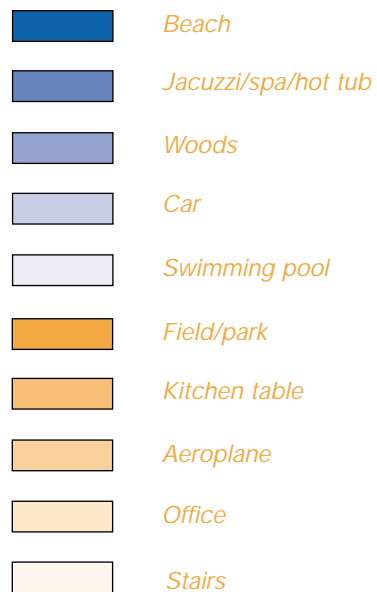 Beach
Jacuzzi/spa/hot tub
Woods
Car
Swimming pool
Field/park
Kitchen table
Aeroplane
Office
Stairs